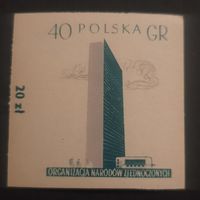 40 POLSKA GR
20 zł
ORGANIZACJA NARODÓW ZJEDNOCZONYCH